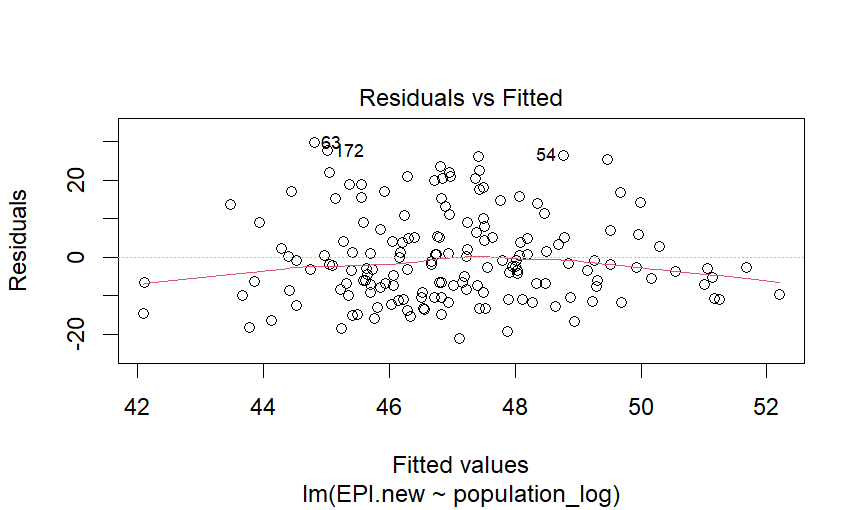 Residuals vs Fitted
63
172
54
Residuals
20
0
-20
42 44 46 48 50 52
Fitted values
lm(EPI.new ~ population_log)